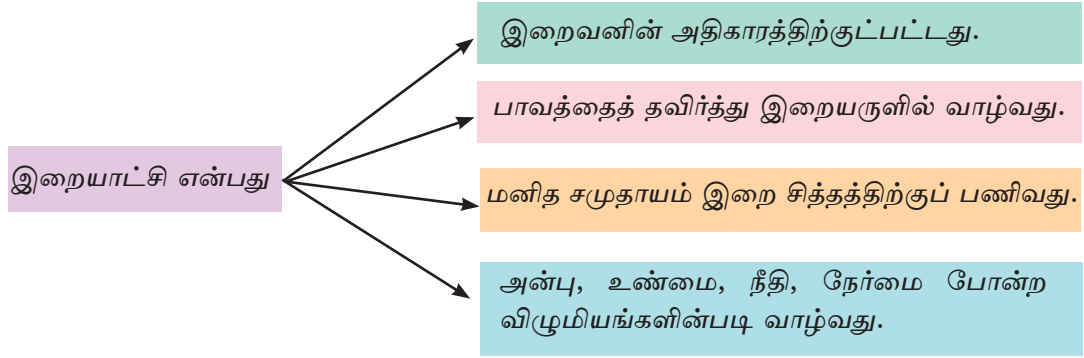 இறையாட்சி என்பது
இறைவனின் அதிகாரத்திற்குட்பட்டது.
பாவத்தைத் தவிர்த்து இறையருளில் வாழ்வது.
மனித சமுதாயம் இறை சித்தத்திற்குப் பணிவது.
அன்பு, உண்மை, நீதி, நேர்மை போன்ற
விழுமியங்களின்படி வாழ்வது.